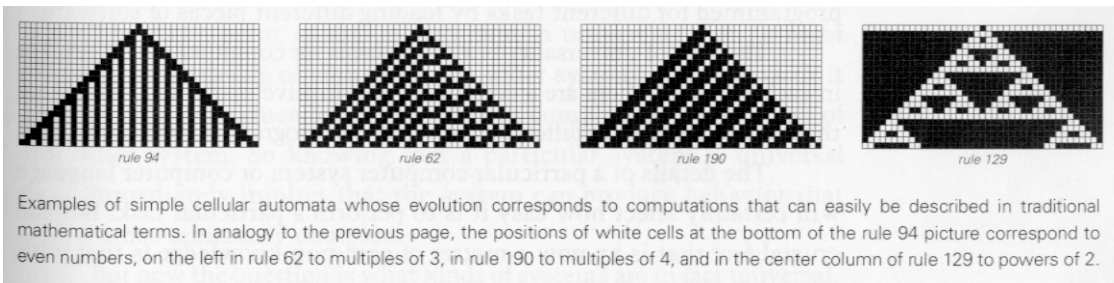 rule 94 rule 62 rule 190 rule 129
Examples of simple cellular automata whose evolution corresponds to computations that can easily be described in traditional
mathematical terms. In analogy to the previous page, the positions of white cells at the bottom of the rule 94 picture correspond to
even numbers, on the left in rule 62 to multiples of 3, in rule 190 to multiples of 4, and in the center column of rule 129 to powers of 2.